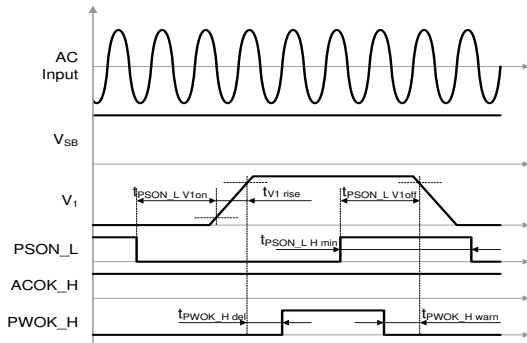 AC
Input
VSB
V1
tPSON_L V1on
tV1 rise
tPSON_L V1off
PSON_L
tPSON_L H min
ACOK_H
PWOK_H
tPWOK_H del
tPWOK_H warn